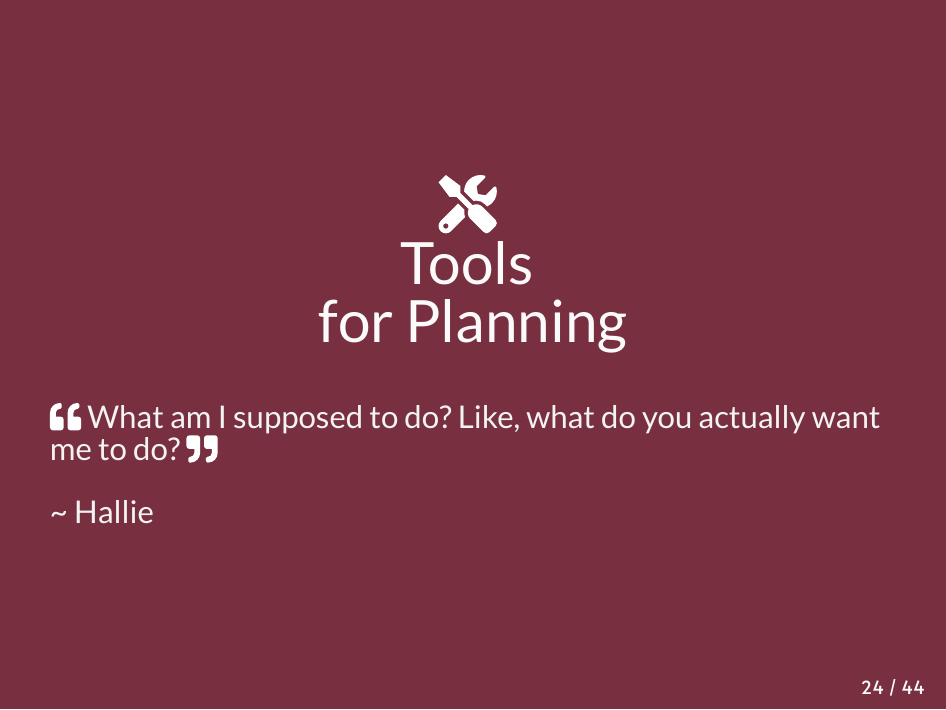 Tools
for Planning
❝ What am I supposed to do? Like, what do you actually want
me to do? ❞
~ Hallie
24 / 44